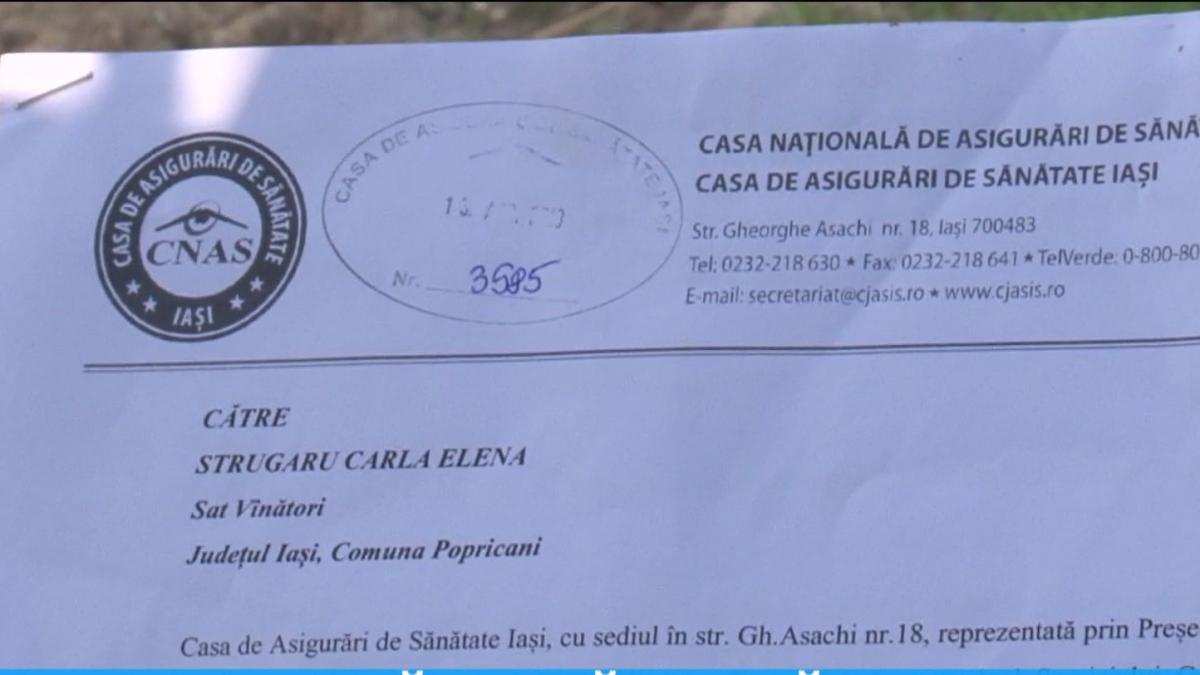 CASA DE ASIGURĂRI DE SĂNĂTATE
CNAS
IAȘI
CASA DE
IAȘI
Nr. 3585
CASA NAȚIONALĂ DE ASIGURĂRI DE
CASA DE ASIGURĂRI DE SĂNĂTATE IAȘI
Str. Gheorghe Asachi nr. 18, Iași 700483
Tel: 0232-218 630 ★ Fax: 0232-218 641 ★ TelVerde: 0-800-80
E-mail: secretariat@cjasis.ro ★ www.cjasis.ro
CĂTRE
STRUGARU CARLA ELENA
Sat Vînători
Județul Iași, Comuna Popricani
Casa de Asigurări de Sănătate Iași, cu sediul în str. Gh.Asachi nr.18, reprezentată prin